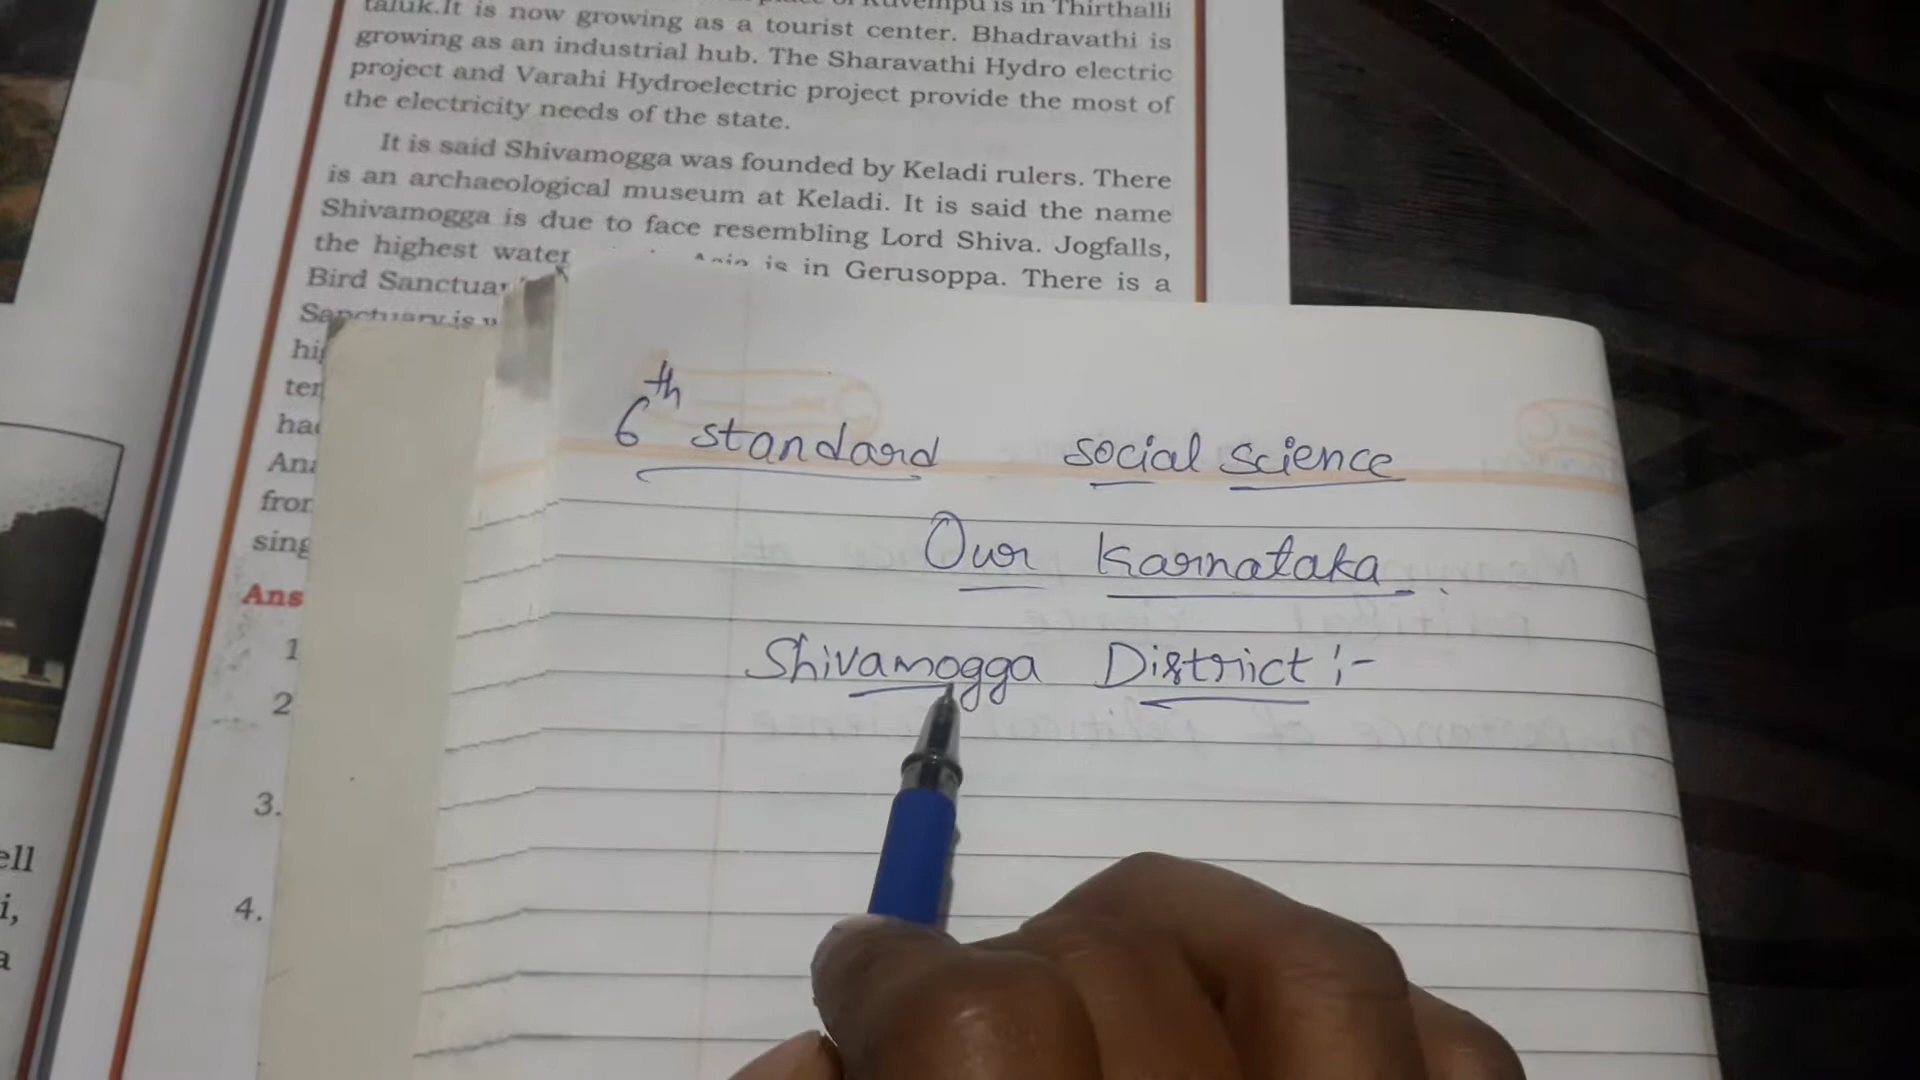 is in Thirthalli
taluk.It is now growing as a tourist center. Bhadravathi is
growing as an industrial hub. The Sharavathi Hydro electric
project and Varahi Hydroelectric project provide the most of
the electricity needs of the state.
It is said Shivamogga was founded by Keladi rulers. There
is an archaeological museum at Keladi. It is said the name
Shivamogga is due to face resembling Lord Shiva. Jogfalls,
the highest water is in Gerusoppa. There is a
Bird
6th standard social science
Our Karnataka
Shivamogga District :-
Ans
1
2
3.
4.